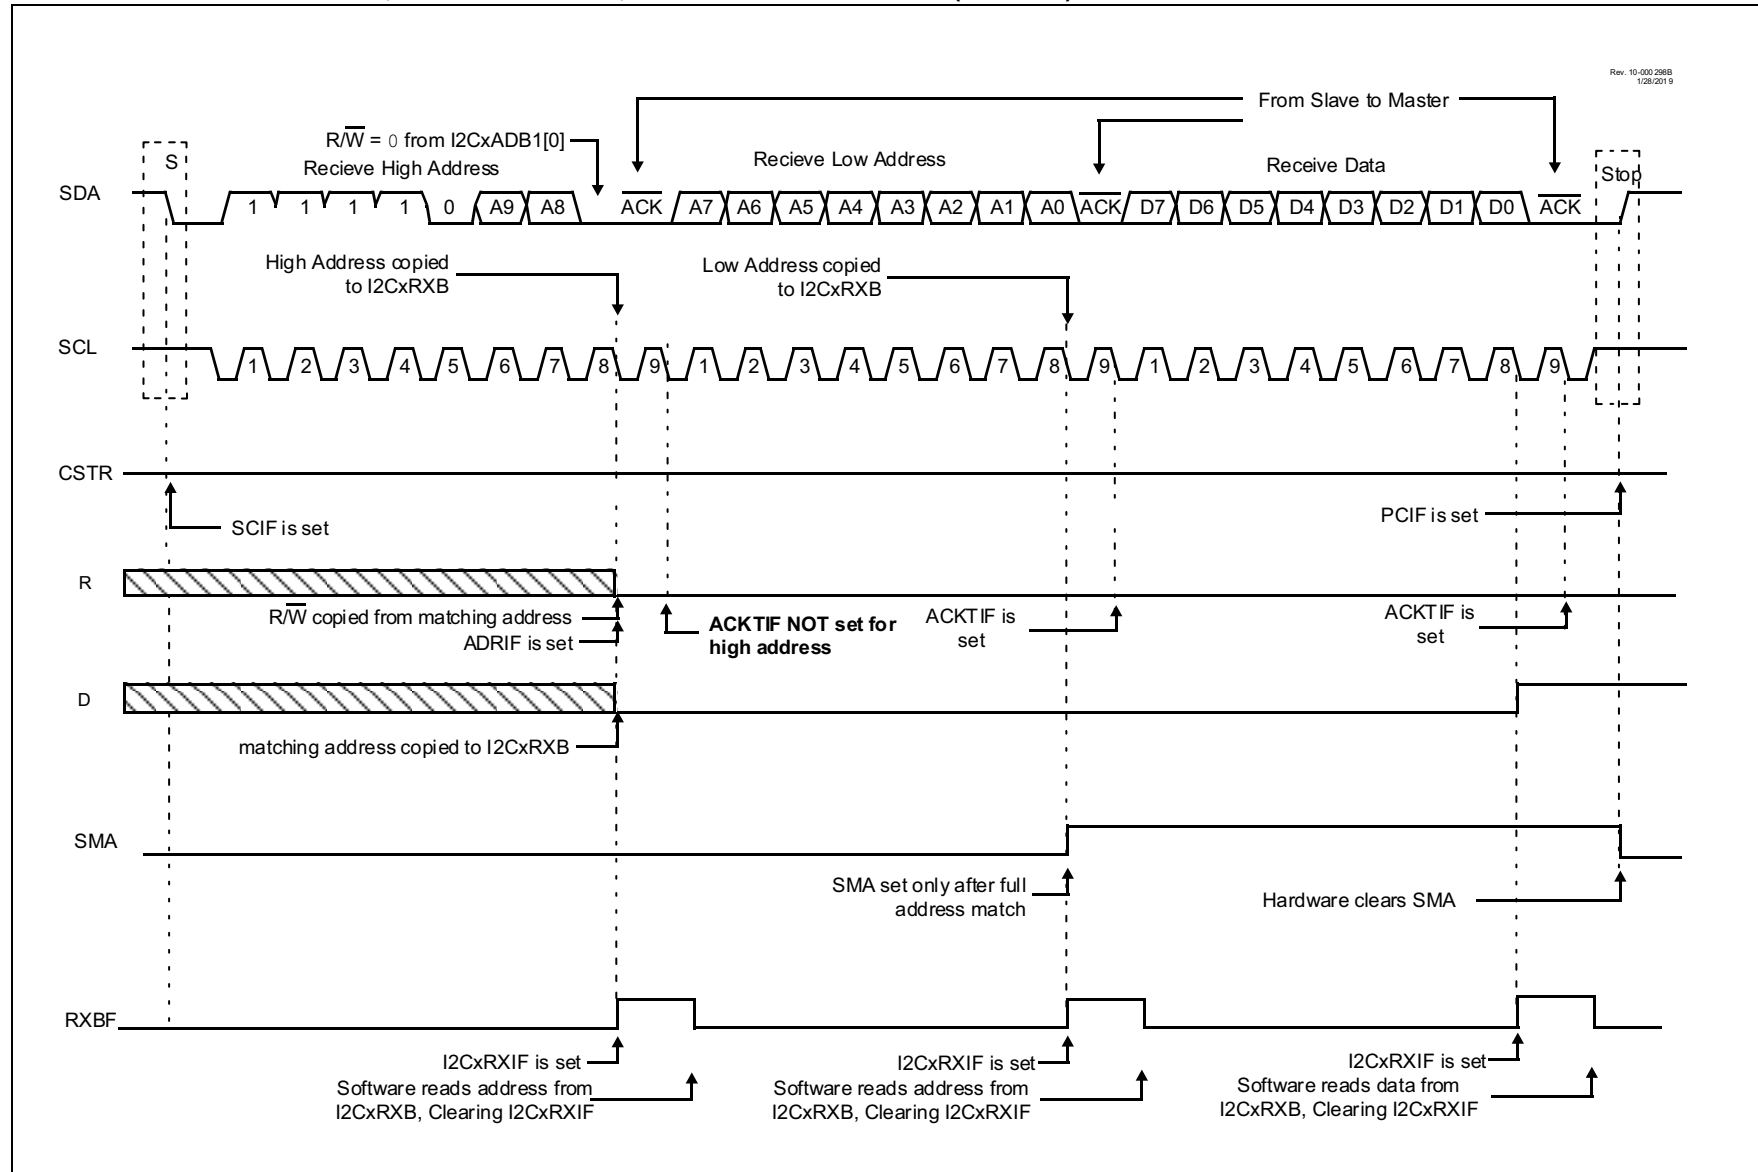 Rev. 10-000 298B
1/28/201 9
From Slave to Master
R/W = 0 from I2CxADB1[0]
S
Recieve High Address
Recieve Low Address
Receive Data
Stop
SDA
1 1 1 1 0 A9 A8 ACK A7 A6 A5 A4 A3 A2 A1 A0 ACK D7 D6 D5 D4 D3 D2 D1 D0 ACK
High Address copied
to I2CxRXB
Low Address copied
to I2CxRXB
SCL
1 2 3 4 5 6 7 8 9 1 2 3 4 5 6 7 8 9 1 2 3 4 5 6 7 8 9
CSTR
SCIF is set
PCIF is set
R
R/W copied from matching address
ADRIF is set
ACKTIF NOT set for
high address
ACKTIF is
set
ACKTIF is
set
D
matching address copied to I2CxRXB
SMA
SMA set only after full
address match
Hardware clears SMA
RXBF
I2CxRXIF is set
Software reads address from
I2CxRXB, Clearing I2CxRXIF
I2CxRXIF is set
Software reads address from
I2CxRXB, Clearing I2CxRXIF
I2CxRXIF is set
Software reads data from
I2CxRXB, Clearing I2CxRXIF